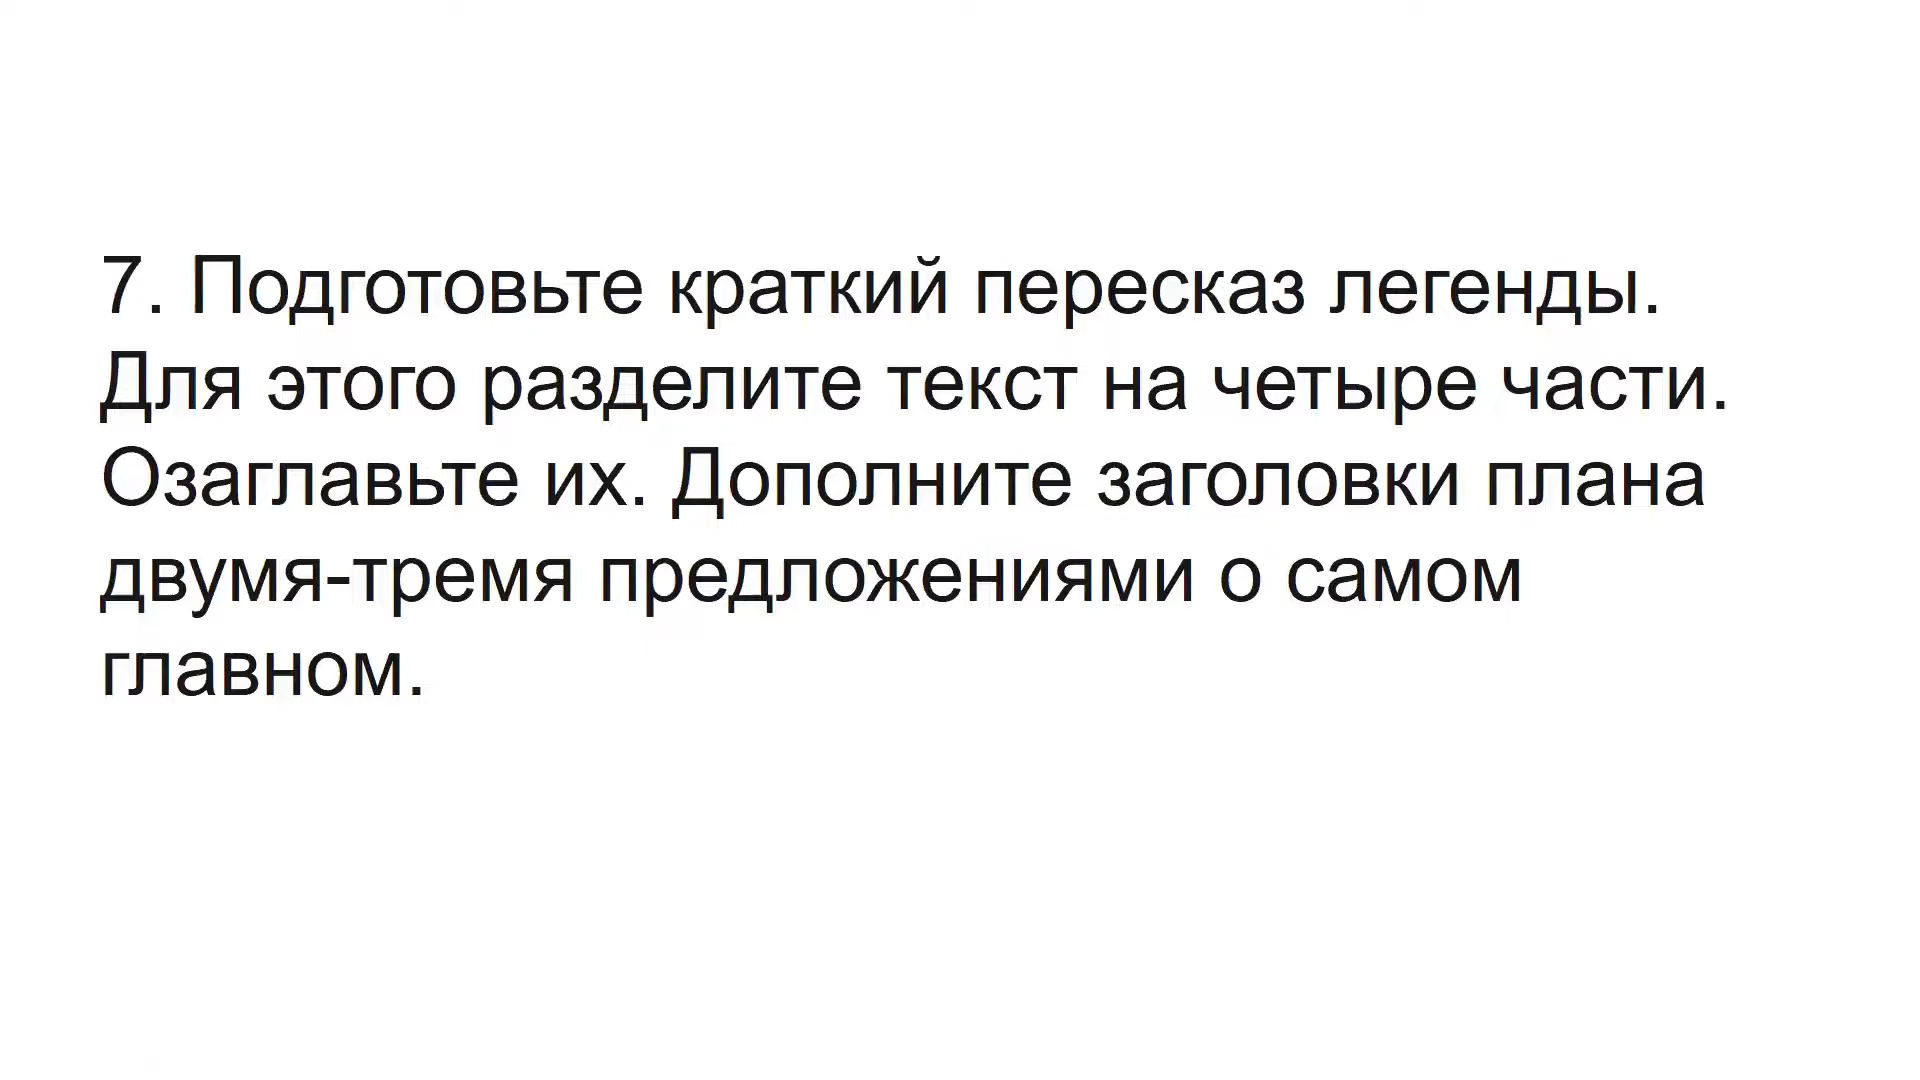 7. Подготовьте краткий пересказ легенды.
Для этого разделите текст на четыре части.
Озаглавьте их. Дополните заголовки плана
двумя-тремя предложениями о самом
главном.